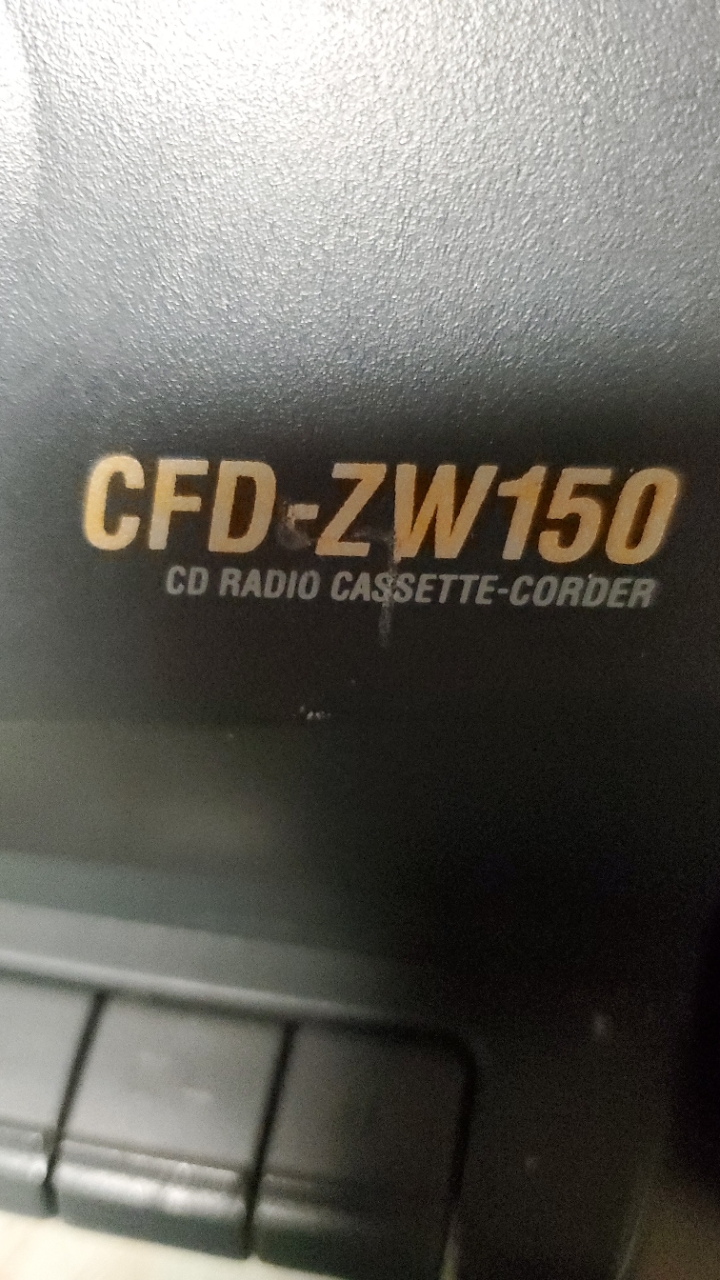 CFD-ZW150
CD RADIO CASSETTE-CORDER